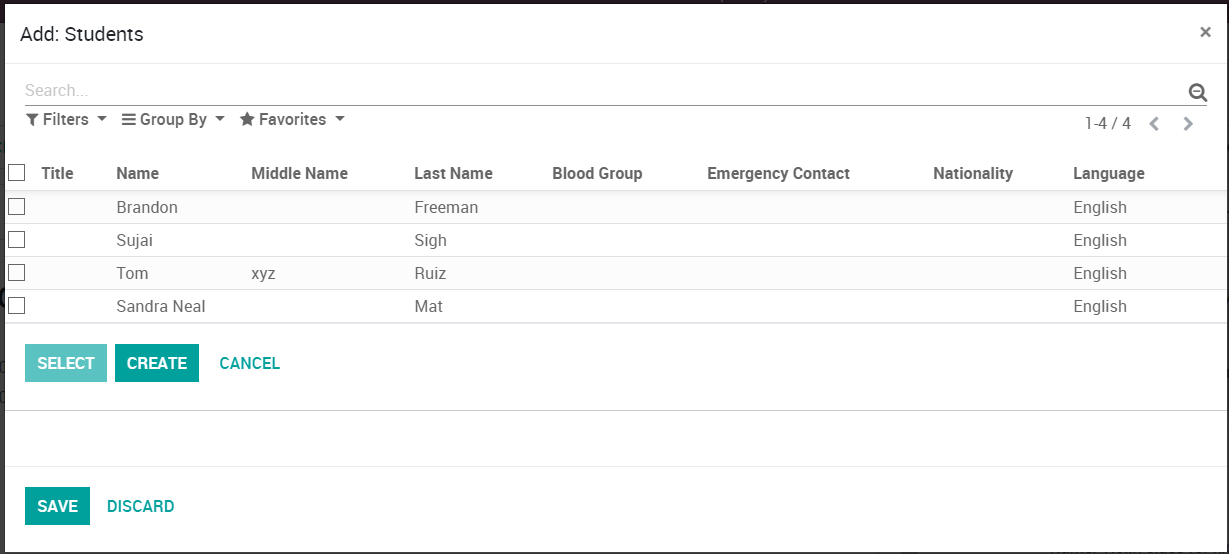 Add: Students ×
Search...
Filters Group By Favorites 1-4 / 4
Title Name Middle Name Last Name Blood Group Emergency Contact Nationality Language
Brandon Freeman English
Sujai Sigh English
Tom xyz Ruiz English
Sandra Neal Mat English
SELECT CREATE CANCEL
SAVE DISCARD